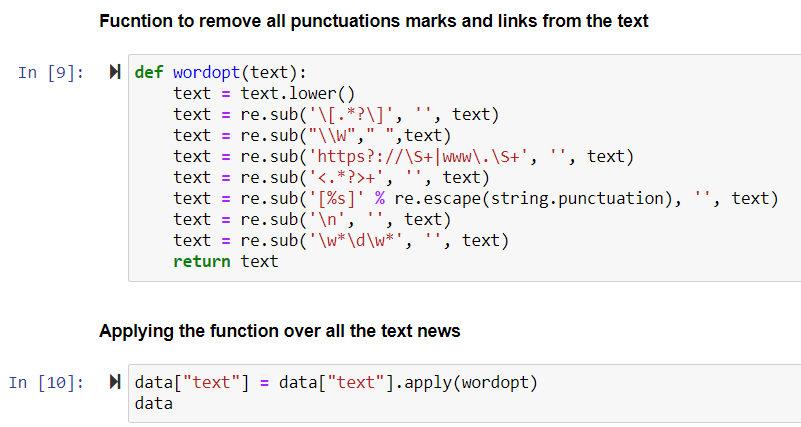 Fucntion to remove all punctuations marks and links from the text
In [9]:
def wordopt(text):
    text = text.lower()
    text = re.sub('\[.*?\]', '', text)
    text = re.sub("\\W"," ",text)
    text = re.sub('https?://\S+|www\.\S+', '', text)
    text = re.sub('<.*?>+', '', text)
    text = re.sub('[%s]' % re.escape(string.punctuation), '', text)
    text = re.sub('\n', '', text)
    text = re.sub('\w*\d\w*', '', text)
    return text
Applying the function over all the text news
In [10]:
data["text"] = data["text"].apply(wordopt)
data